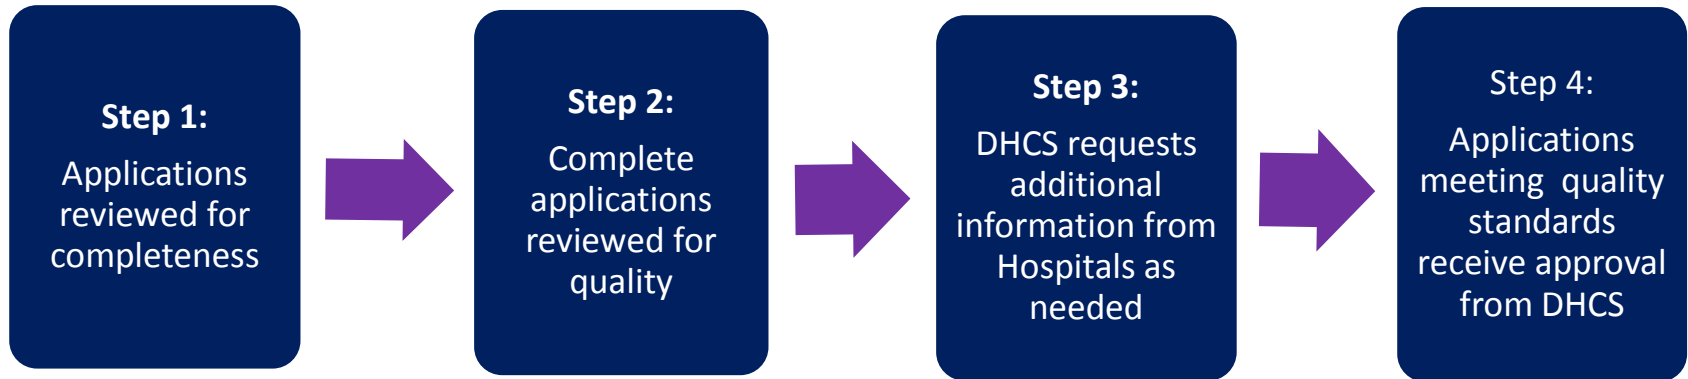 Step 1:
Applications
reviewed for
completeness
Step 2:
Complete
applications
reviewed for
quality
Step 3:
DHCS requests
additional
information from
Hospitals as
needed
Step 4:
Applications
meeting  quality
standards
receive approval
from DHCS